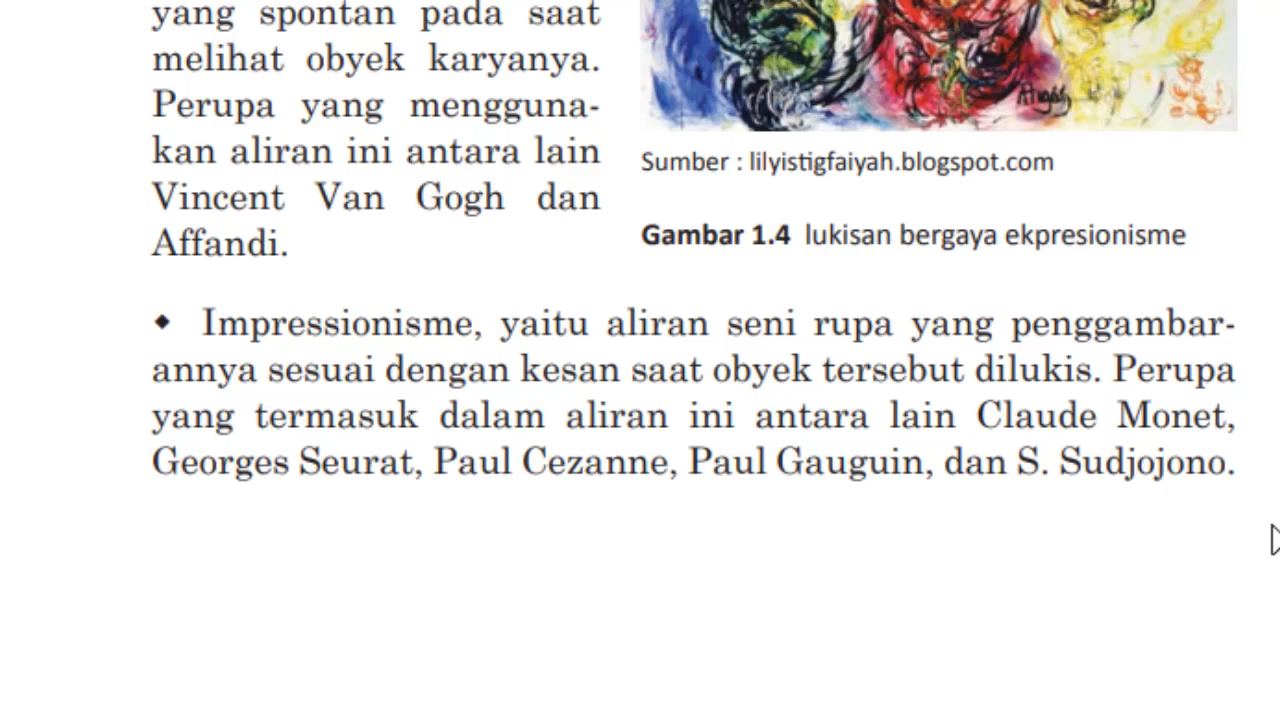 yang spontan pada saat
melihat obyek karyanya.
Perupa yang mengguna-
kan aliran ini antara lain
Vincent Van Gogh dan
Affandi.
Sumber : lilyistigfaiyah.blogspot.com
Gambar 1.4 lukisan bergaya ekpresionisme
◆ Impressionisme, yaitu aliran seni rupa yang penggambar-
annya sesuai dengan kesan saat obyek tersebut dilukis. Perupa
yang termasuk dalam aliran ini antara lain Claude Monet,
Georges Seurat, Paul Cezanne, Paul Gauguin, dan S. Sudjojono.